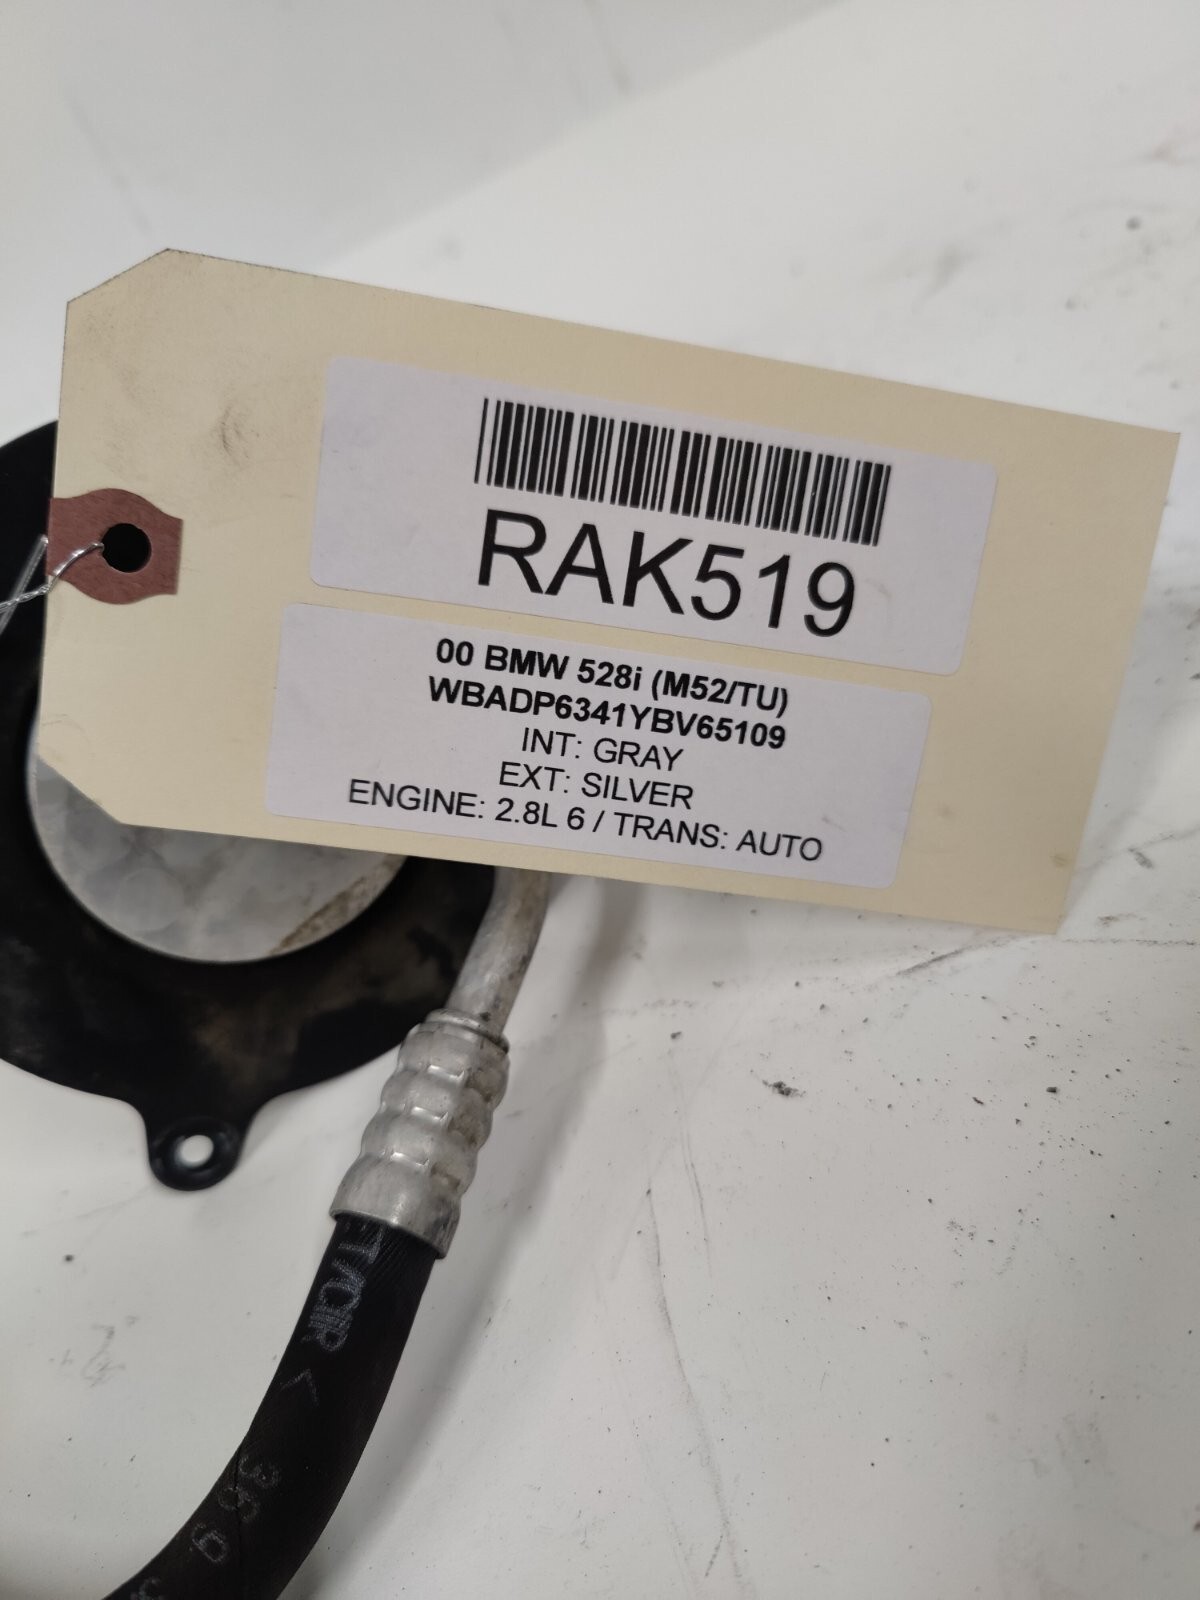 RAK519
00 BMW 528i (M52/TU)
WBADP6341YBV65109
INT: GRAY
EXT: SILVER
ENGINE: 2.8L 6 / TRANS: AUTO